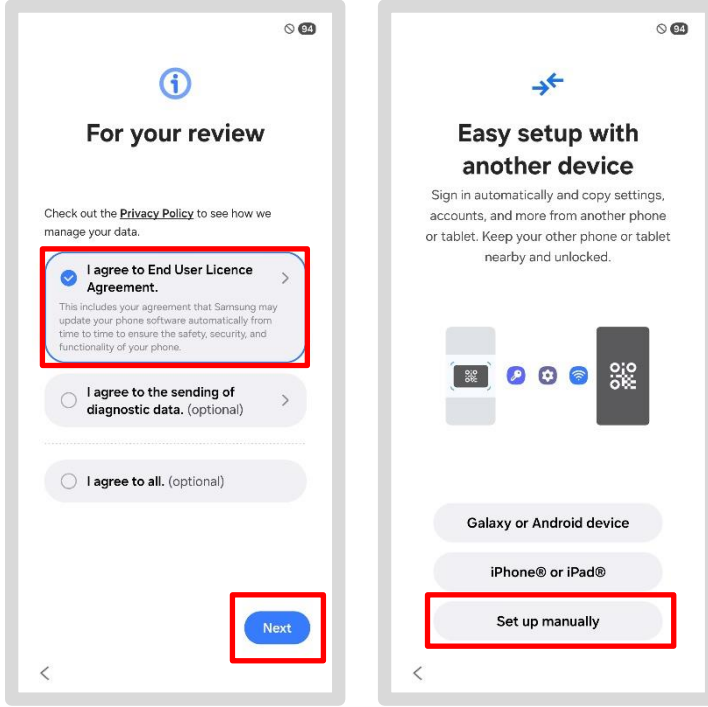 94
For your review
Check out the Privacy Policy to see how we
manage your data.
I agree to End User Licence
Agreement.
This includes your agreement that Samsung may
update your phone software automatically from
time to time to ensure the safety, security, and
functionality of your phone.
I agree to the sending of
diagnostic data. (optional)
I agree to all. (optional)
Next
94
Easy setup with
another device
Sign in automatically and copy settings,
accounts, and more from another phone
or tablet. Keep your other phone or tablet
nearby and unlocked.
Galaxy or Android device
iPhone® or iPad®
Set up manually